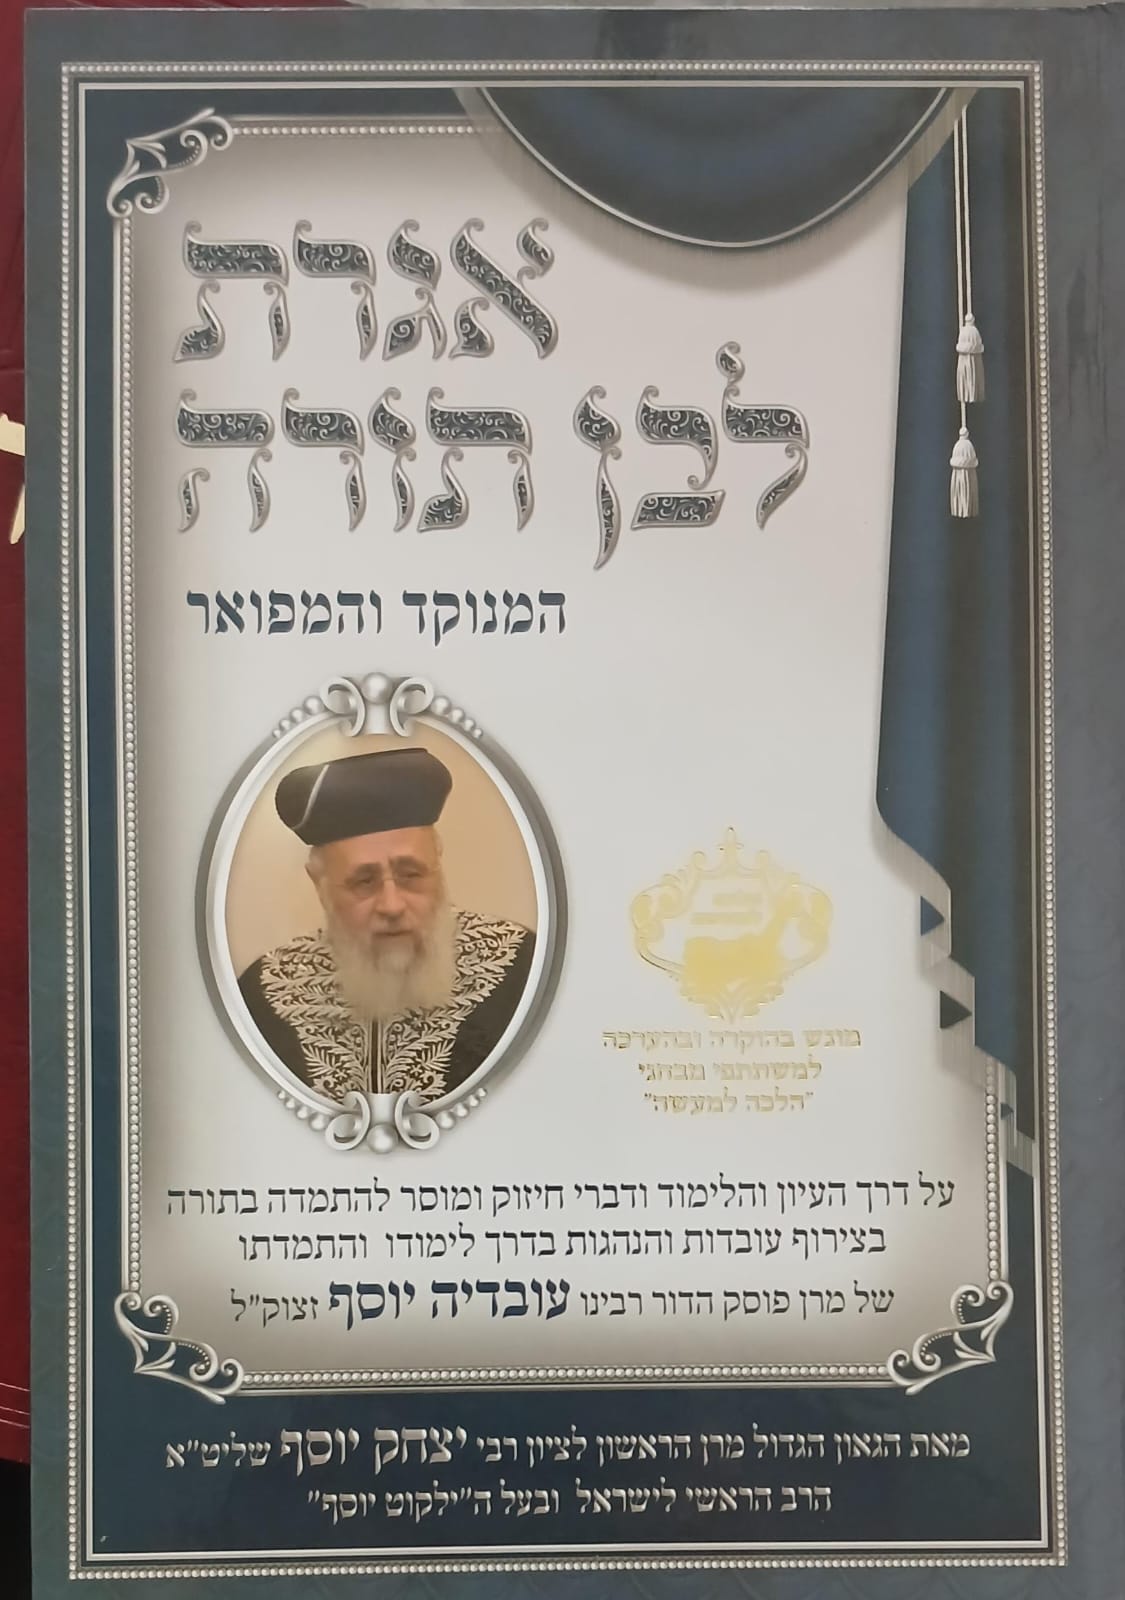 אגרת
לבן תורה
המנוקד והמפואר
מוגש בהוקרה ובהערכה
למשתתפי מבחני
"הלכה למעשה"
על דרך העיון והלימוד ודברי חיזוק ומוסר להתמדה בתורה
בצירוף עובדות והנהגות בדרך לימודו והתמדתו
של מרן פוסק הדור רבינו עובדיה יוסף זצוק"ל
מאת הגאון הגדול מרן הראשון לציון רבי יצחק יוסף שליט"א
הרב הראשי לישראל ובעל ה"ילקוט יוסף"